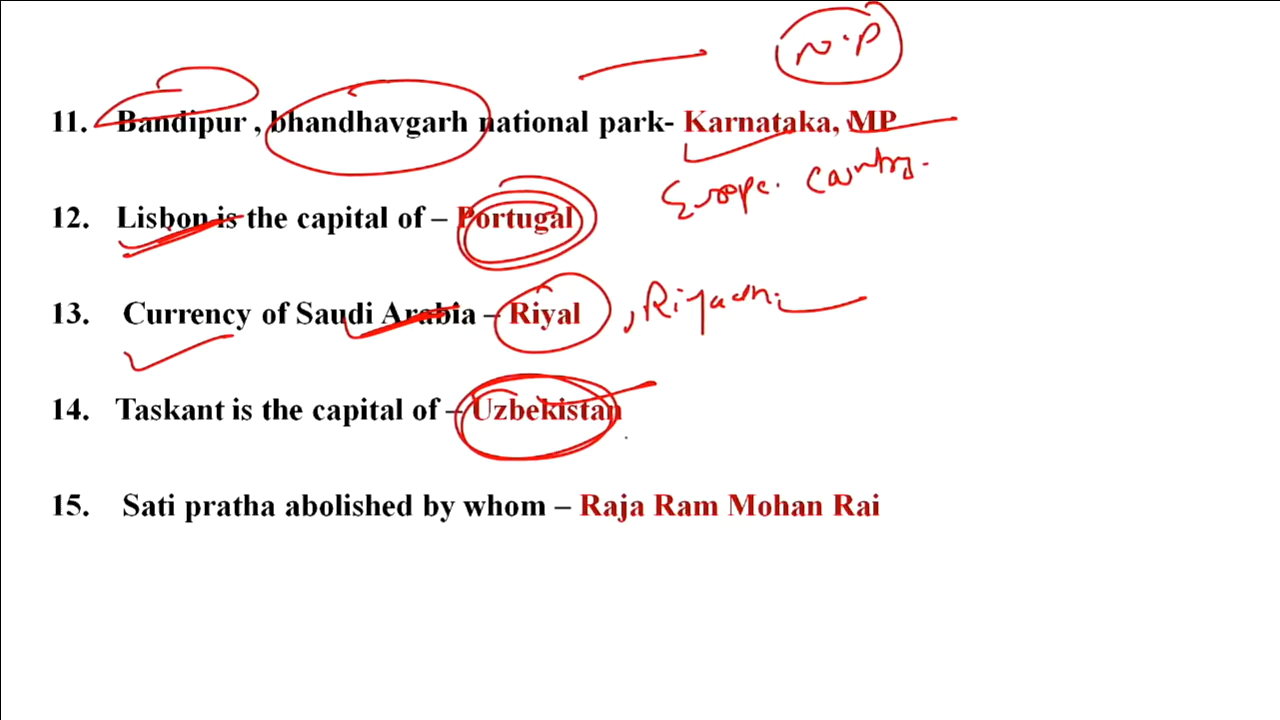 N.P
11. Bandipur , bhandhavgarh national park- Karnataka, MP
Europe. Country.
12. Lisbon is the capital of – Portugal
13. Currency of Saudi Arabia – Riyal , Riyadh
14. Taskant is the capital of – Uzbekistan
15. Sati pratha abolished by whom – Raja Ram Mohan Rai